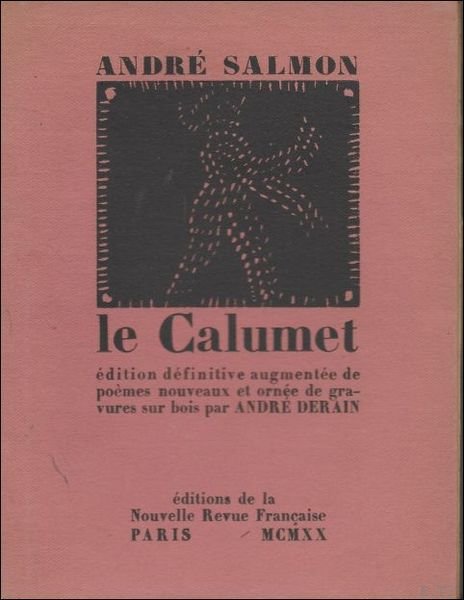 ANDRÉ SALMON
le Calumet
édition définitive augmentée de
poèmes nouveaux et ornée de gra-
vures sur bois par ANDRÉ DERAIN
éditions de la
Nouvelle Revue Française
PARIS MCMXX